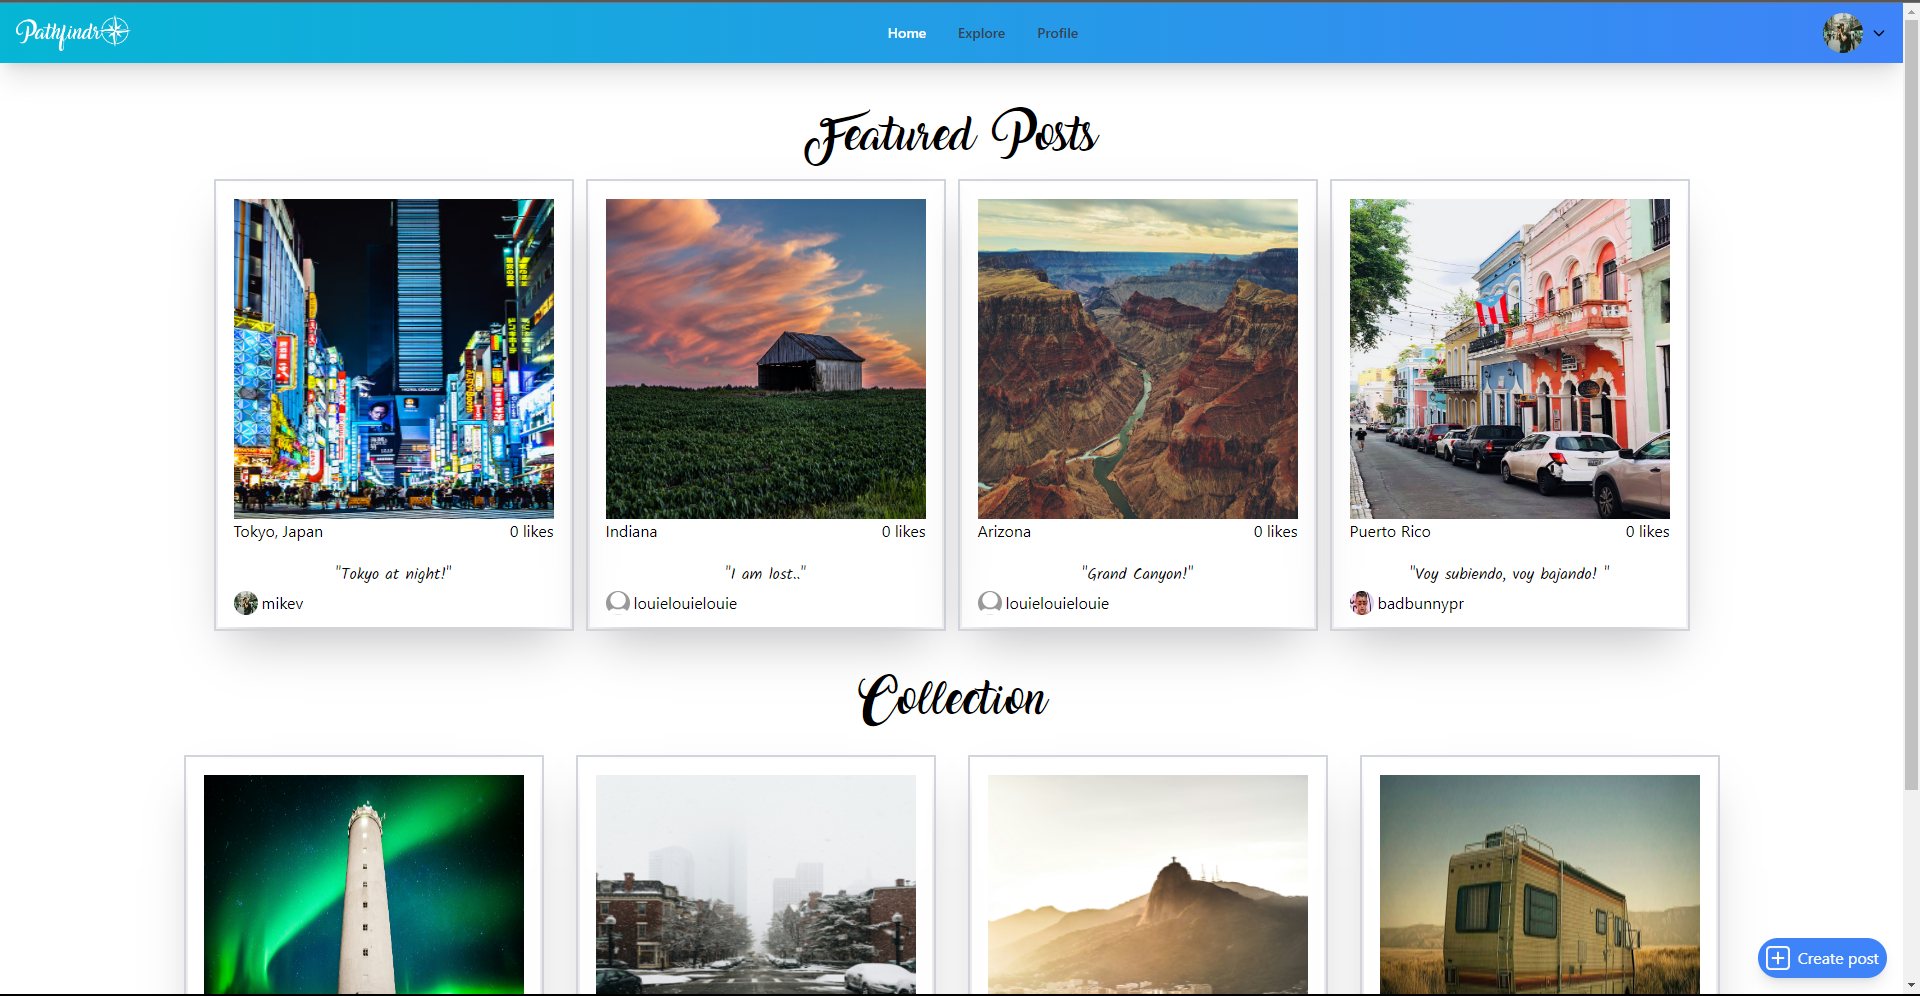 Pathfindr
Home Explore Profile
Featured Posts
HOTEL GRACERY
Tokyo, Japan 0 likes
"Tokyo at night!"
mikev
Indiana 0 likes
"I am lost.."
louielouielouie
Arizona 0 likes
"Grand Canyon!"
louielouielouie
Puerto Rico 0 likes
"Voy subiendo, voy bajando! "
badbunnypr
Collection
Create post